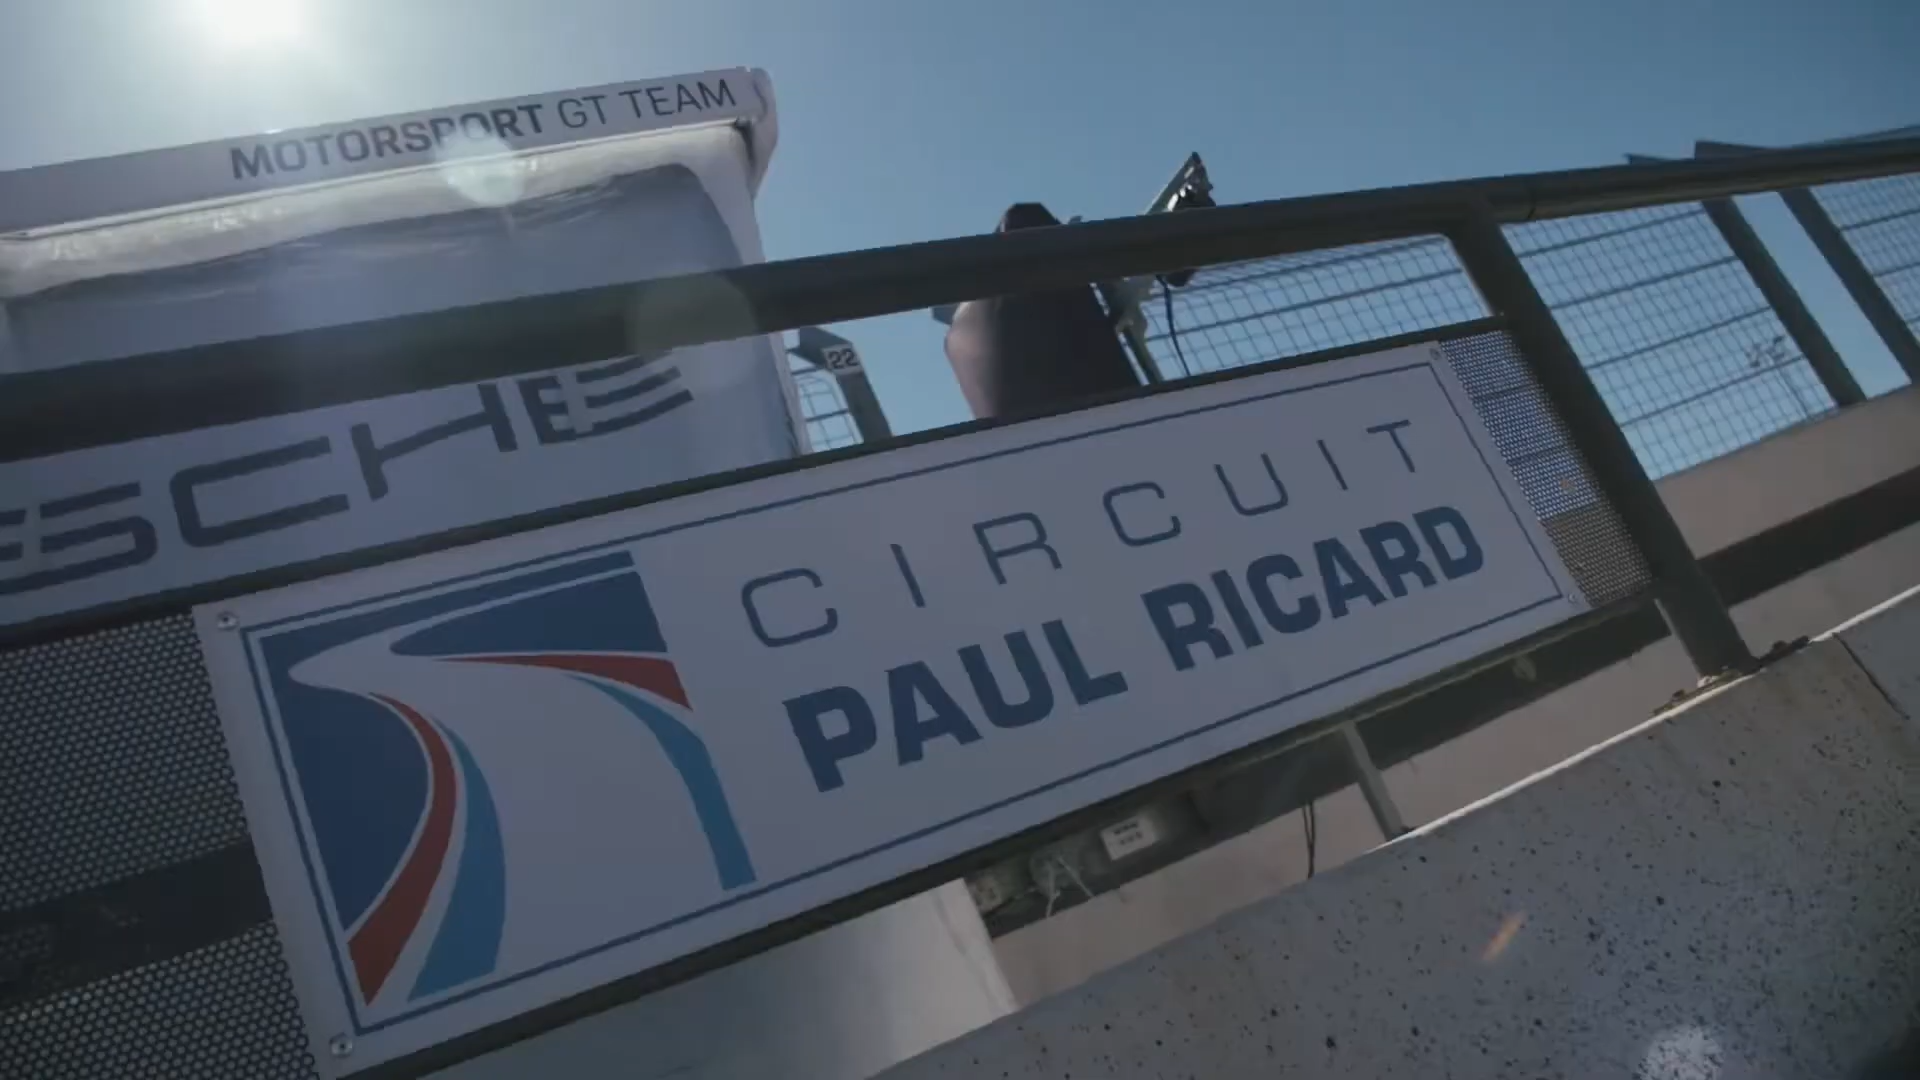 MOTORSPORT GT TEAM
22
SCHE
CIRCUIT
PAUL RICARD